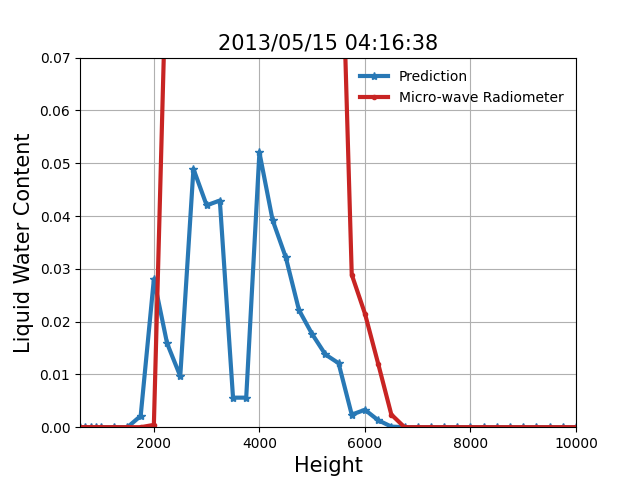 2013/05/15 04:16:38
0.07
0.06
0.05
0.04
0.03
0.02
0.01
0.00
Liquid Water Content
Prediction
Micro-wave Radiometer
2000 4000 6000 8000 10000
Height